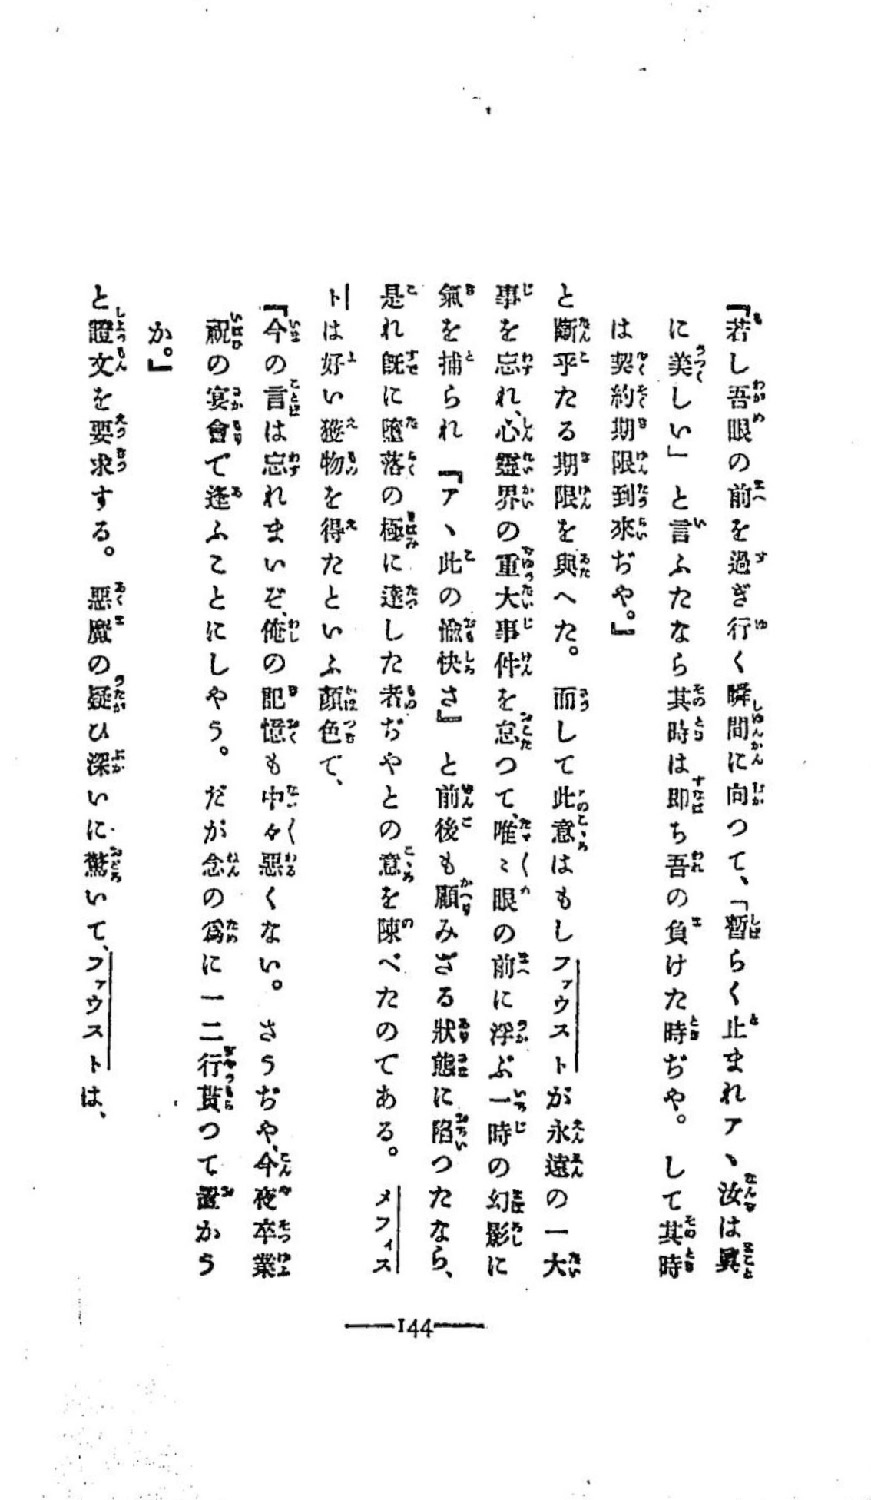 『若し吾眼の前を過ぎ行く瞬間に向つて、「暫らく止まれアヽ汝は眞
に美しい」と言ふたなら其時は即ち吾の負けた時ぢや。して其時
は契約期限到來ぢや。』
と斷乎たる期限を與へた。而して此意はもしファウストが永遠の一大
事を忘れ、心靈界の重大事件を怠つて、唯〻眼の前に浮ぶ一時の幻影に
氣を捕られ『アヽ此の愉快さ』と前後も顧みざる狀態に陷つたなら、
是れ旣に墮落の極に達した者ぢやとの意を陳べたのである。メフィス
トは好い獲物を得たといふ顏色で、
『今の言は忘れまいぞ、俺の記憶も中々惡くない。さうぢや、今夜卒業
祝の宴會で逢ふことにしやう。だが念の爲に一二行貰つて置かう
か。』
と證文を要求する。惡魔の疑ひ深いに驚いて、ファウストは、
144